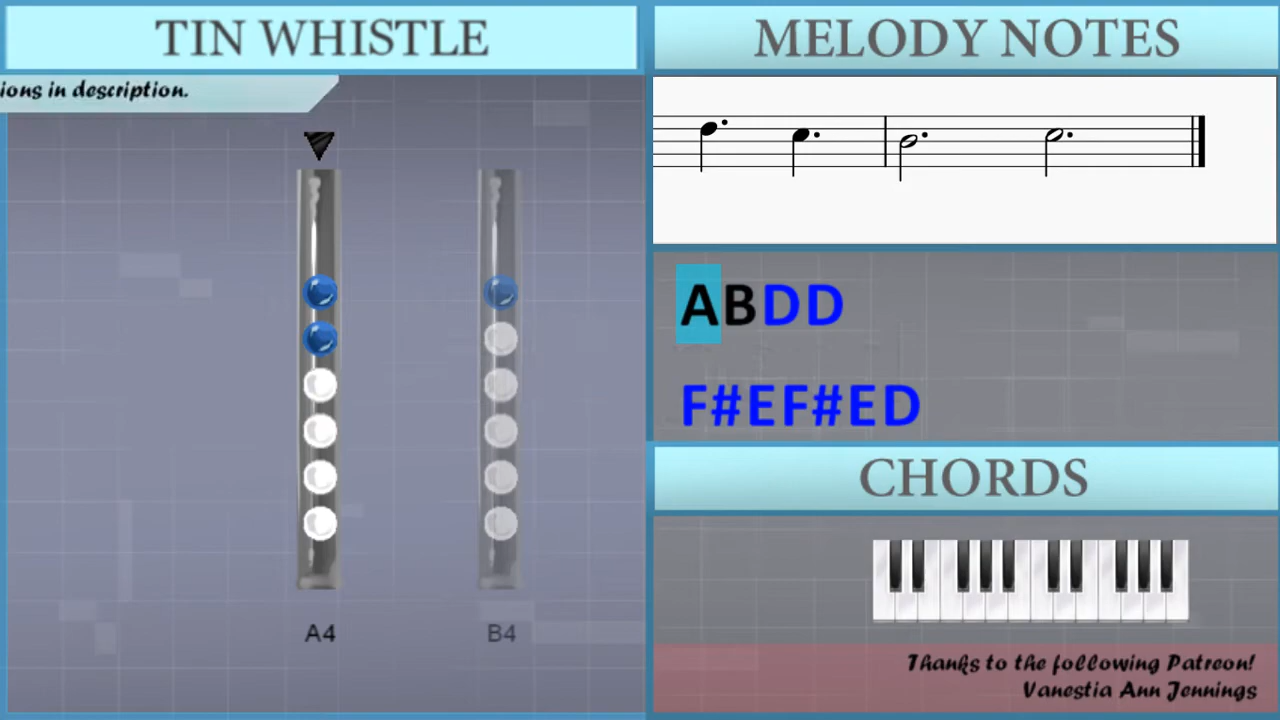 TIN WHISTLE
ions in description.
A4
B4
MELODY NOTES
ABDD
F#EF#ED
CHORDS
Thanks to the following Patreon!
Vanestia Ann Jennings